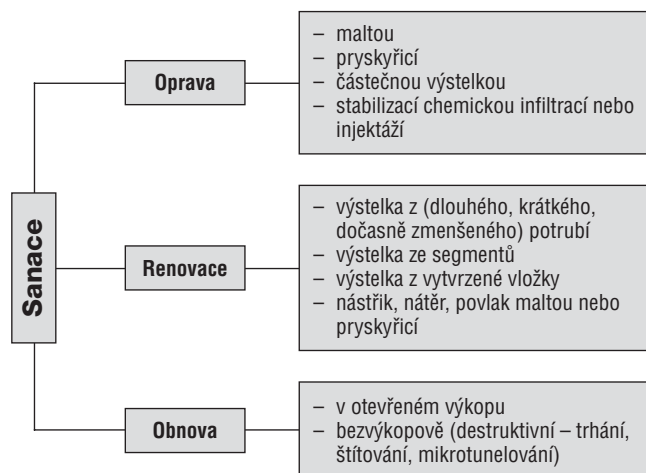 Sanace
Oprava
– maltou
– pryskyřicí
– částečnou výstelkou
– stabilizací chemickou infiltrací nebo
injektáží
Renovace
– výstelka z (dlouhého, krátkého,
dočasně zmenšeného) potrubí
– výstelka ze segmentů
– výstelka z vytvrzené vložky
– nástřik, nátěr, povlak maltou nebo
pryskyřicí
Obnova
– v otevřeném výkopu
– bezvýkopově (destruktivní – trhání,
štítování, mikrotunelování)